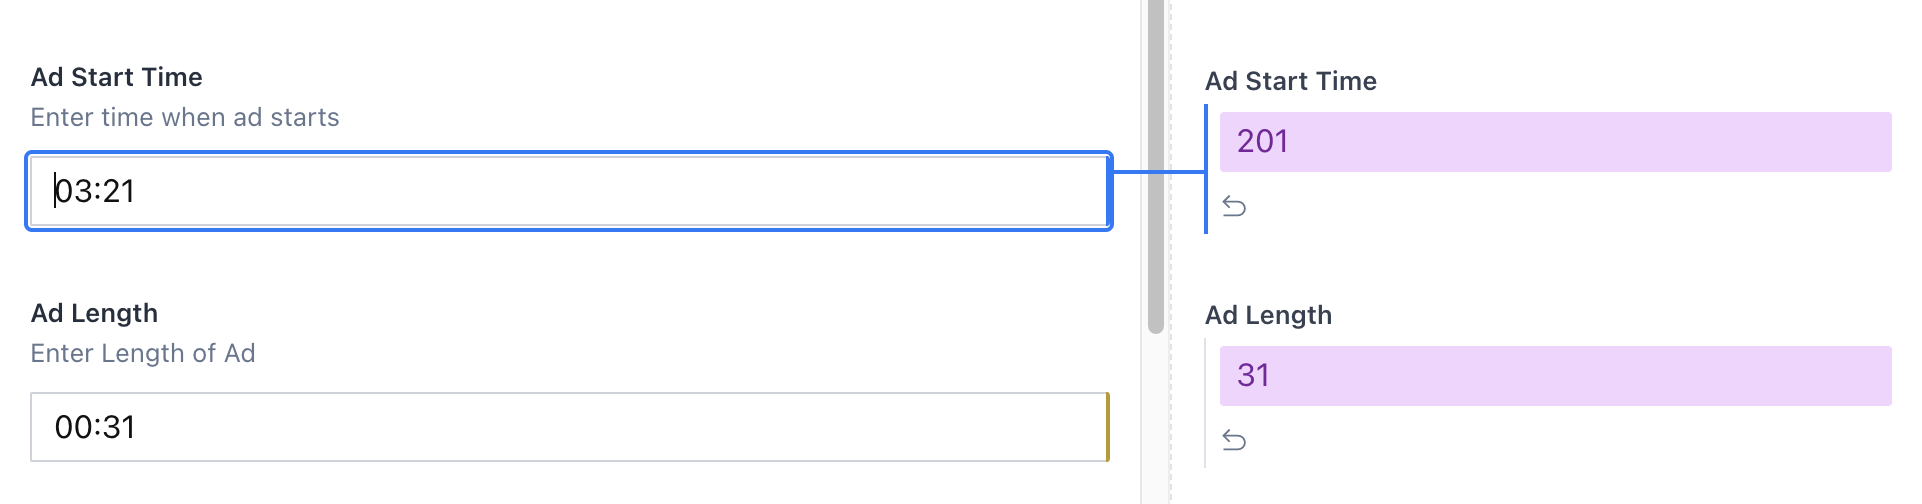 Ad Start Time
Enter time when ad starts
03:21
Ad Length
Enter Length of Ad
00:31
Ad Start Time
201
Ad Length
31